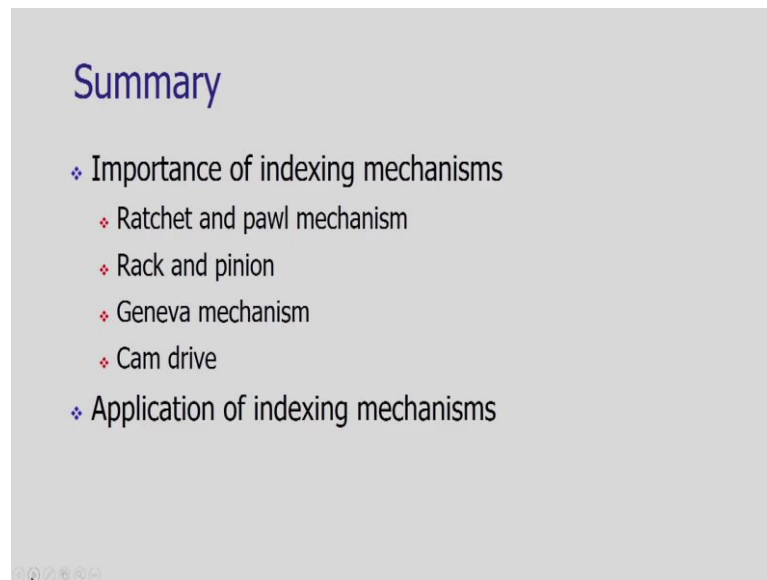 Summary
Importance of indexing mechanisms
Ratchet and pawl mechanism
Rack and pinion
Geneva mechanism
Cam drive
Application of indexing mechanisms